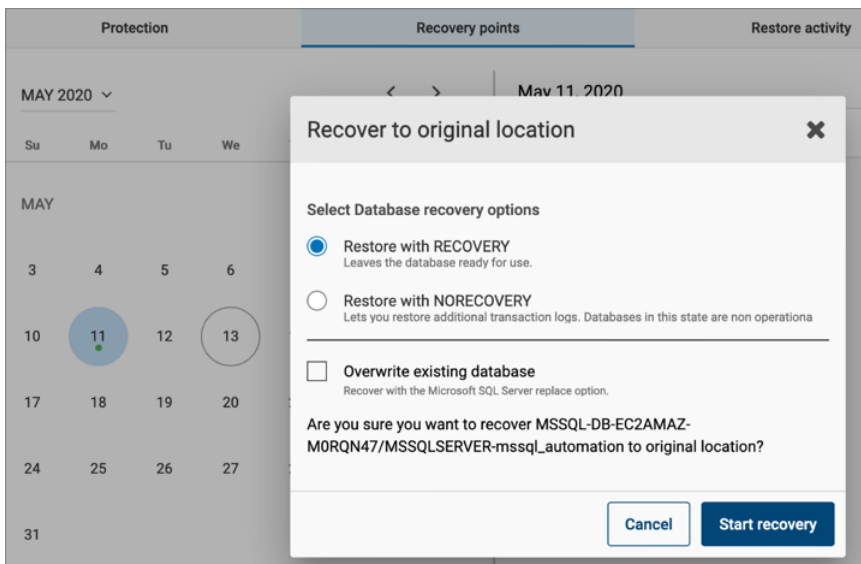 Protection
Recovery points
Restore activity
MAY 2020
May 11, 2020
Su Mo Tu We
MAY
3 4 5 6
10 11 12 13
17 18 19 20
24 25 26 27
31
Recover to original location
Select Database recovery options
Restore with RECOVERY
Leaves the database ready for use.
Restore with NORECOVERY
Lets you restore additional transaction logs. Databases in this state are non operationa
Overwrite existing database
Recover with the Microsoft SQL Server replace option.
Are you sure you want to recover MSSQL-DB-EC2AMAZ-
M0RQN47/MSSQLSERVER-mssql_automation to original location?
Cancel
Start recovery